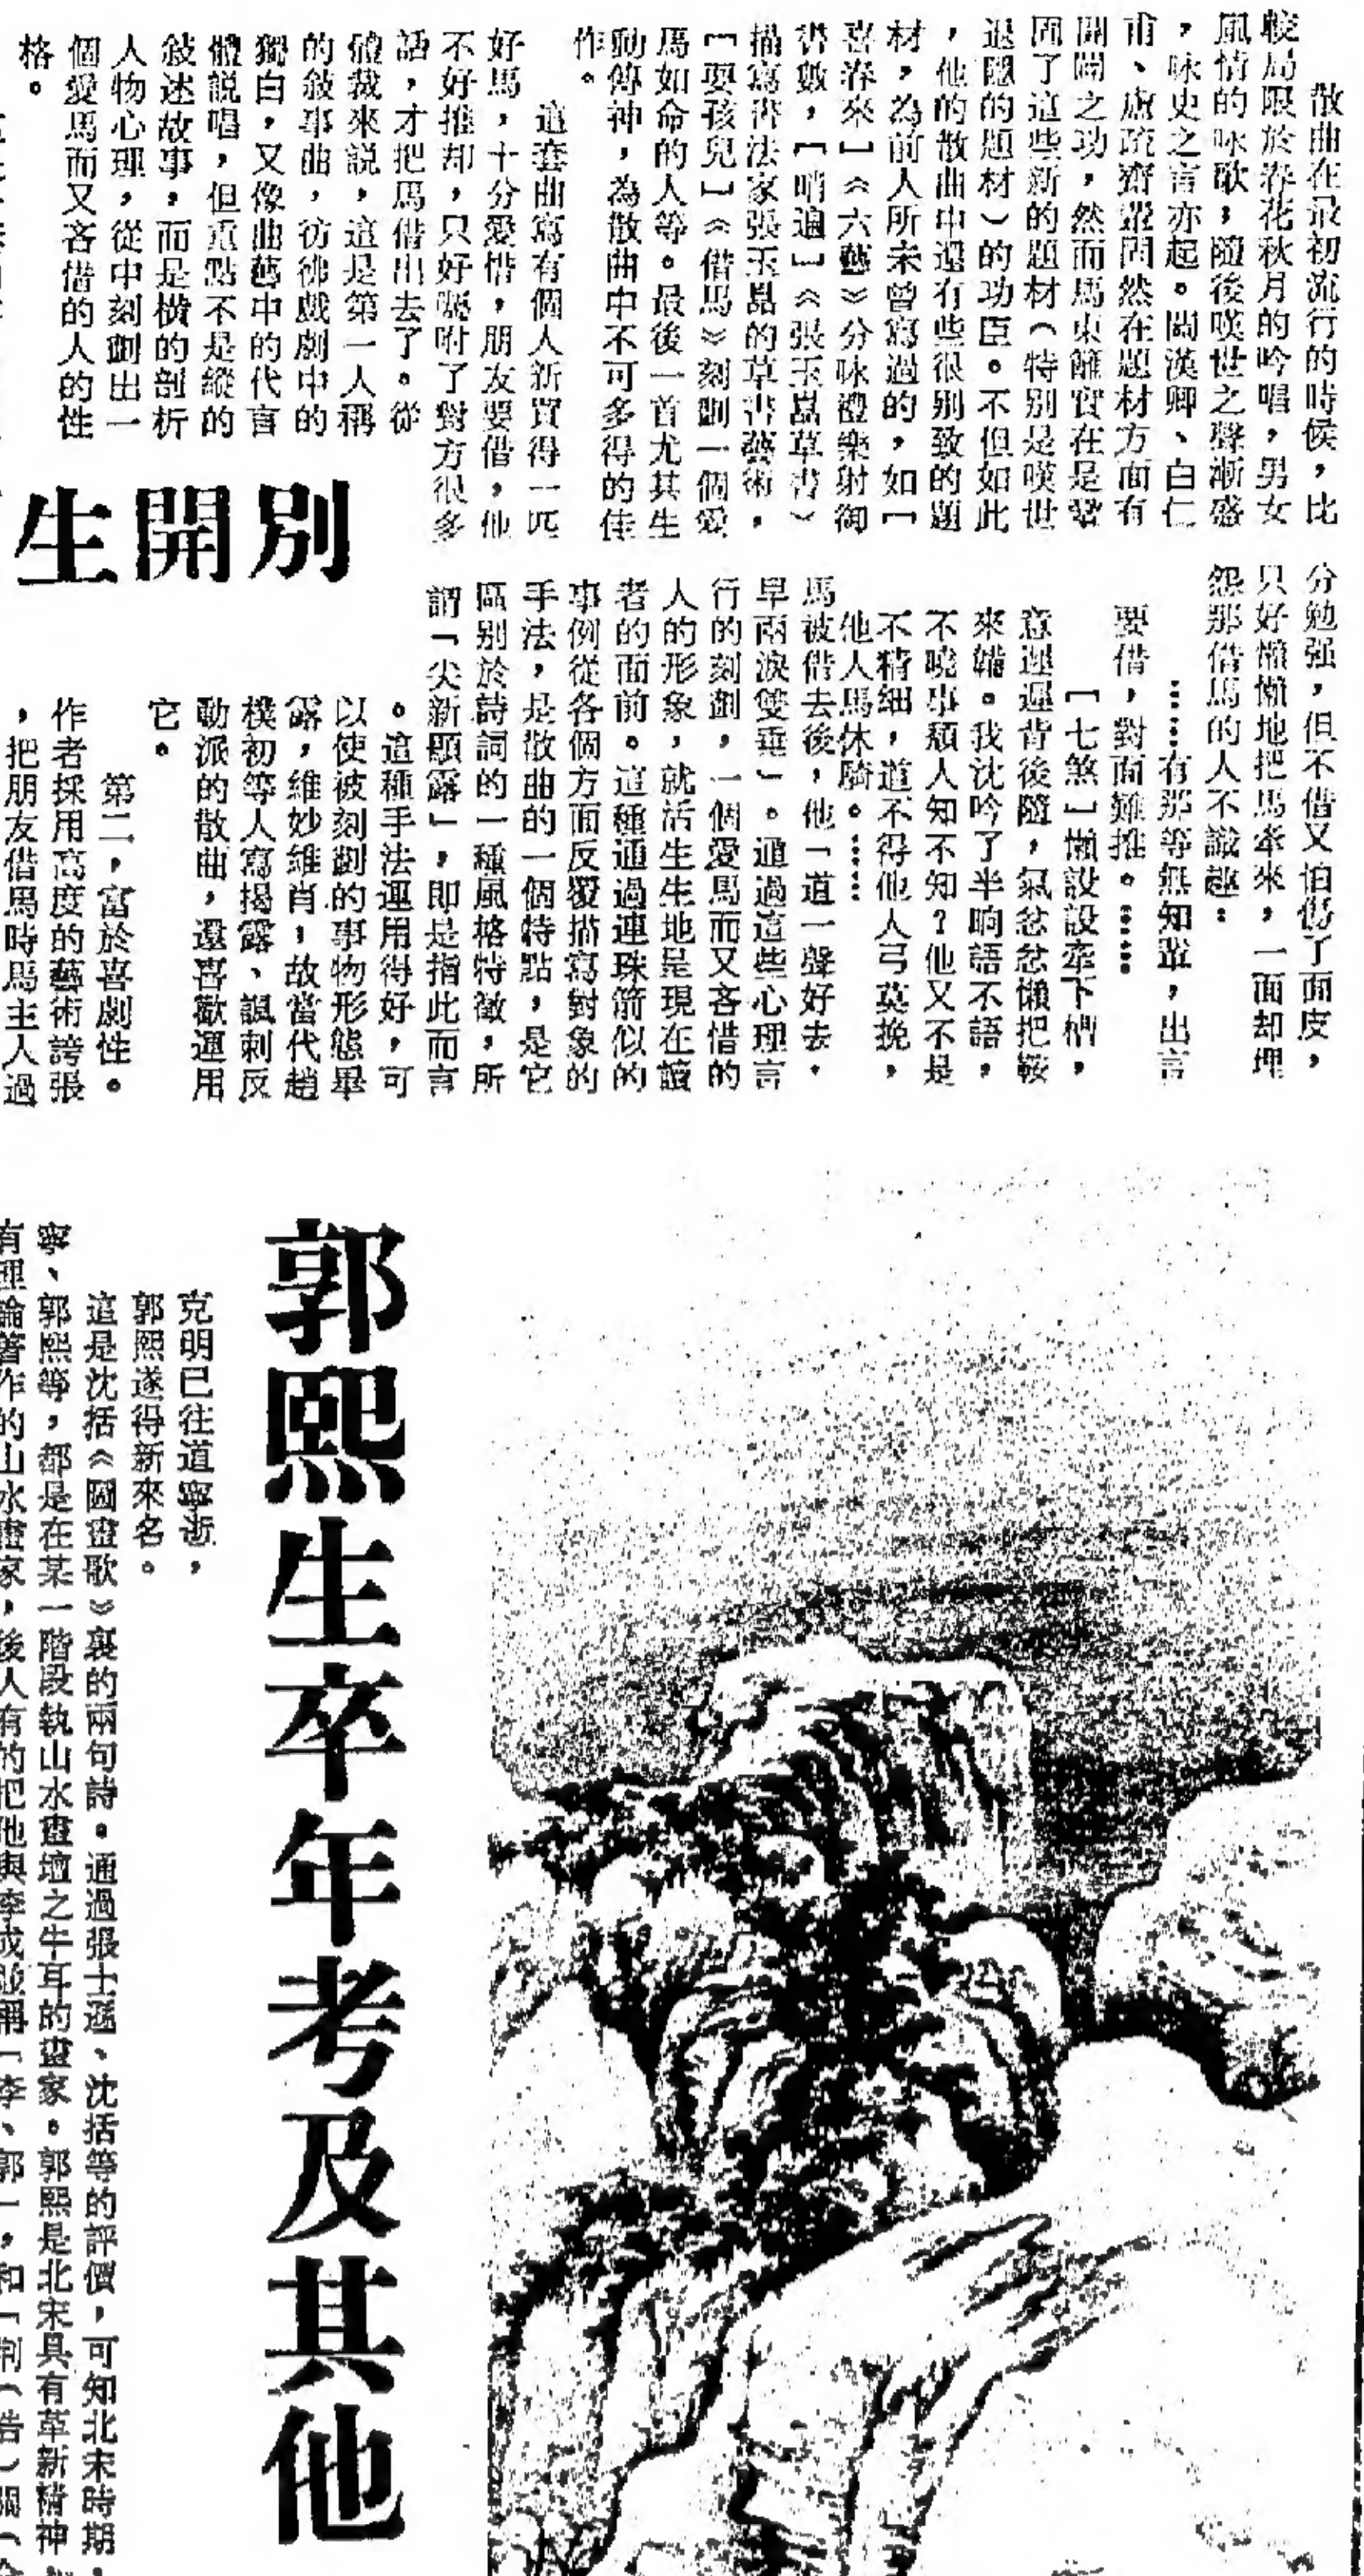 散曲在最初流行的時侯，比
較局限於春花秋月的吟唱，男女
風情的咏歌，隨後嘆世之聲漸盛
，咏史之言亦起。關漢卿、白仁
甫、盧疏齋輩固然在題材方面有
開闢之功，然而馬東籬實在是鞏
固了這些新的題材（特别是嘆世
退隱的題材）的功臣。不但如此
，他的散曲中還有些很别致的題
材，為前人所未曾寫過的，如［
喜春來］《六藝》分咏禮樂射御
書數，［哨遍］《張玉嵓草書》
描寫書法家張玉嵓的草書藝術，
［耍孩兒］《借馬》刻劃一個愛
馬如命的人等。最後一首尤其生
動傳神，為散曲中不可多得的佳
作。
這套曲寫有個人新買得一匹
好馬，十分愛惜，朋友要借，他
不好推却，只好囑咐了對方很多
話，才把馬借出去了。從
體裁來説，這是第一人稱
的敍事曲，彷彿戲劇中的
獨白，又像曲藝中的代言
體説唱，但重點不是縱的
敍述故事，而是橫的剖析
人物心理，從中刻劃出一
個愛馬而又吝惜的人的性
格。
别開生
分勉强，但不借又怕傷了面皮，
只好懶懶地把馬牽來，一面却埋
怨那借馬的人不識趣：
……有那等無知輩，出言
要借，對面難推。……
［七煞］懶設設牽下槽，
意遲遲背後隨，氣忿忿懶把鞍
來鞴。我沈吟了半晌語不語，
不曉事頹人知不知？他又不是
不精細，道不得他人弓莫挽，
他人馬休騎。……
馬被借去後，他「道一聲好去，
早兩淚雙垂」。通過這些心理言
行的刻劃，一個愛馬而又吝惜的
人的形象，就活生生地呈現在讀
者的面前。這種通過連珠箭似的
事例從各個方面反覆描寫對象的
手法，是散曲的一個特點，是它
區别於詩詞的一種風格特徵，所
謂「尖新顯露」，即是指此而言
。這種手法運用得好，可
以使被刻劃的事物形態畢
露，維妙維肖，故當代趙
樸初等人寫揭露、諷刺反
動派的散曲，還喜歡運用
它。
第二，富於喜劇性。
作者採用高度的藝術誇張
，把朋友借馬時馬主人過
郭熙生卒年考及其他
克明已往道寧逝，
郭熙遂得新來名。
這是沈括《圖畫歌》裏的兩句詩。通過張士遜、沈括等的評價，可知北宋時期，
寧、郭熙等，都是在某一階段執山水畫壇之牛耳的畫家。郭熙是北宋具有革新精神，
有理論著作的山水畫家，後人有的把他與李成並稱「李、郭」，和「荆（浩）關（